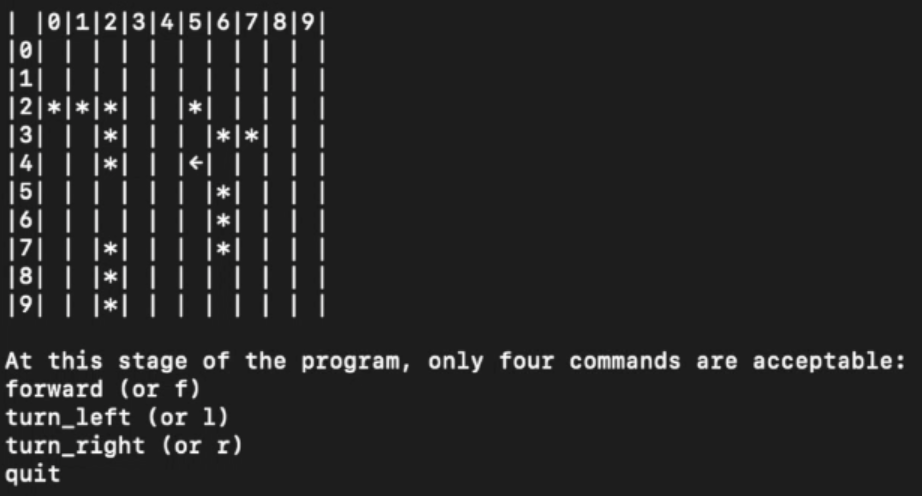 | |0|1|2|3|4|5|6|7|8|9|
|0| | | | | | | | | | |
|1| | | | | | | | | | |
|2|*|*|*| | |*| | | | |
|3| | |*| | | |*|*| | |
|4| | |*| | |←| | | | |
|5| | | | | | |*| | | |
|6| | | | | | |*| | | |
|7| | |*| | | |*| | | |
|8| | |*| | | | | | | |
|9| | |*| | | | | | | |
At this stage of the program, only four commands are acceptable:
forward (or f)
turn_left (or l)
turn_right (or r)
quit